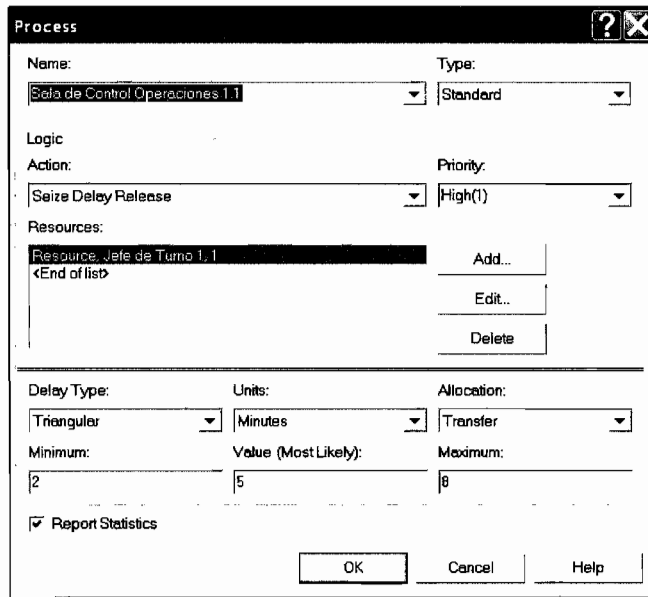 Process
Name: Type:
Sala de Control Operaciones 1.1 Standard
Logic
Action: Priority:
Seize Delay Release High(1)
Resources:
Resource, Jefe de Turno 1, 1
<End of list>
Add...
Edit...
Delete
Delay Type: Units: Allocation:
Triangular Minutes Transfer
Minimum: Value (Most Likely): Maximum:
2 5 8
Report Statistics
OK Cancel Help